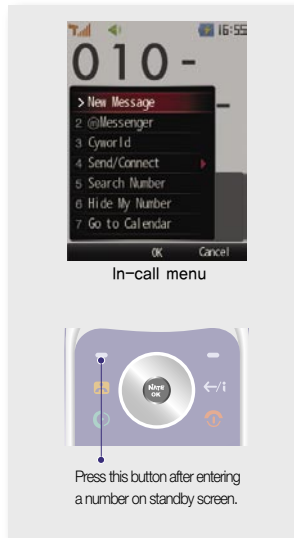 16:55
010-
> New Message
2 ⓜMessenger
3 Cyworld
4 Send/Connect
5 Search Number
6 Hide My Number
7 Go to Calendar
OK Cancel
In-call menu
NATE
OK
←/i
Press this button after entering
a number on standby screen.